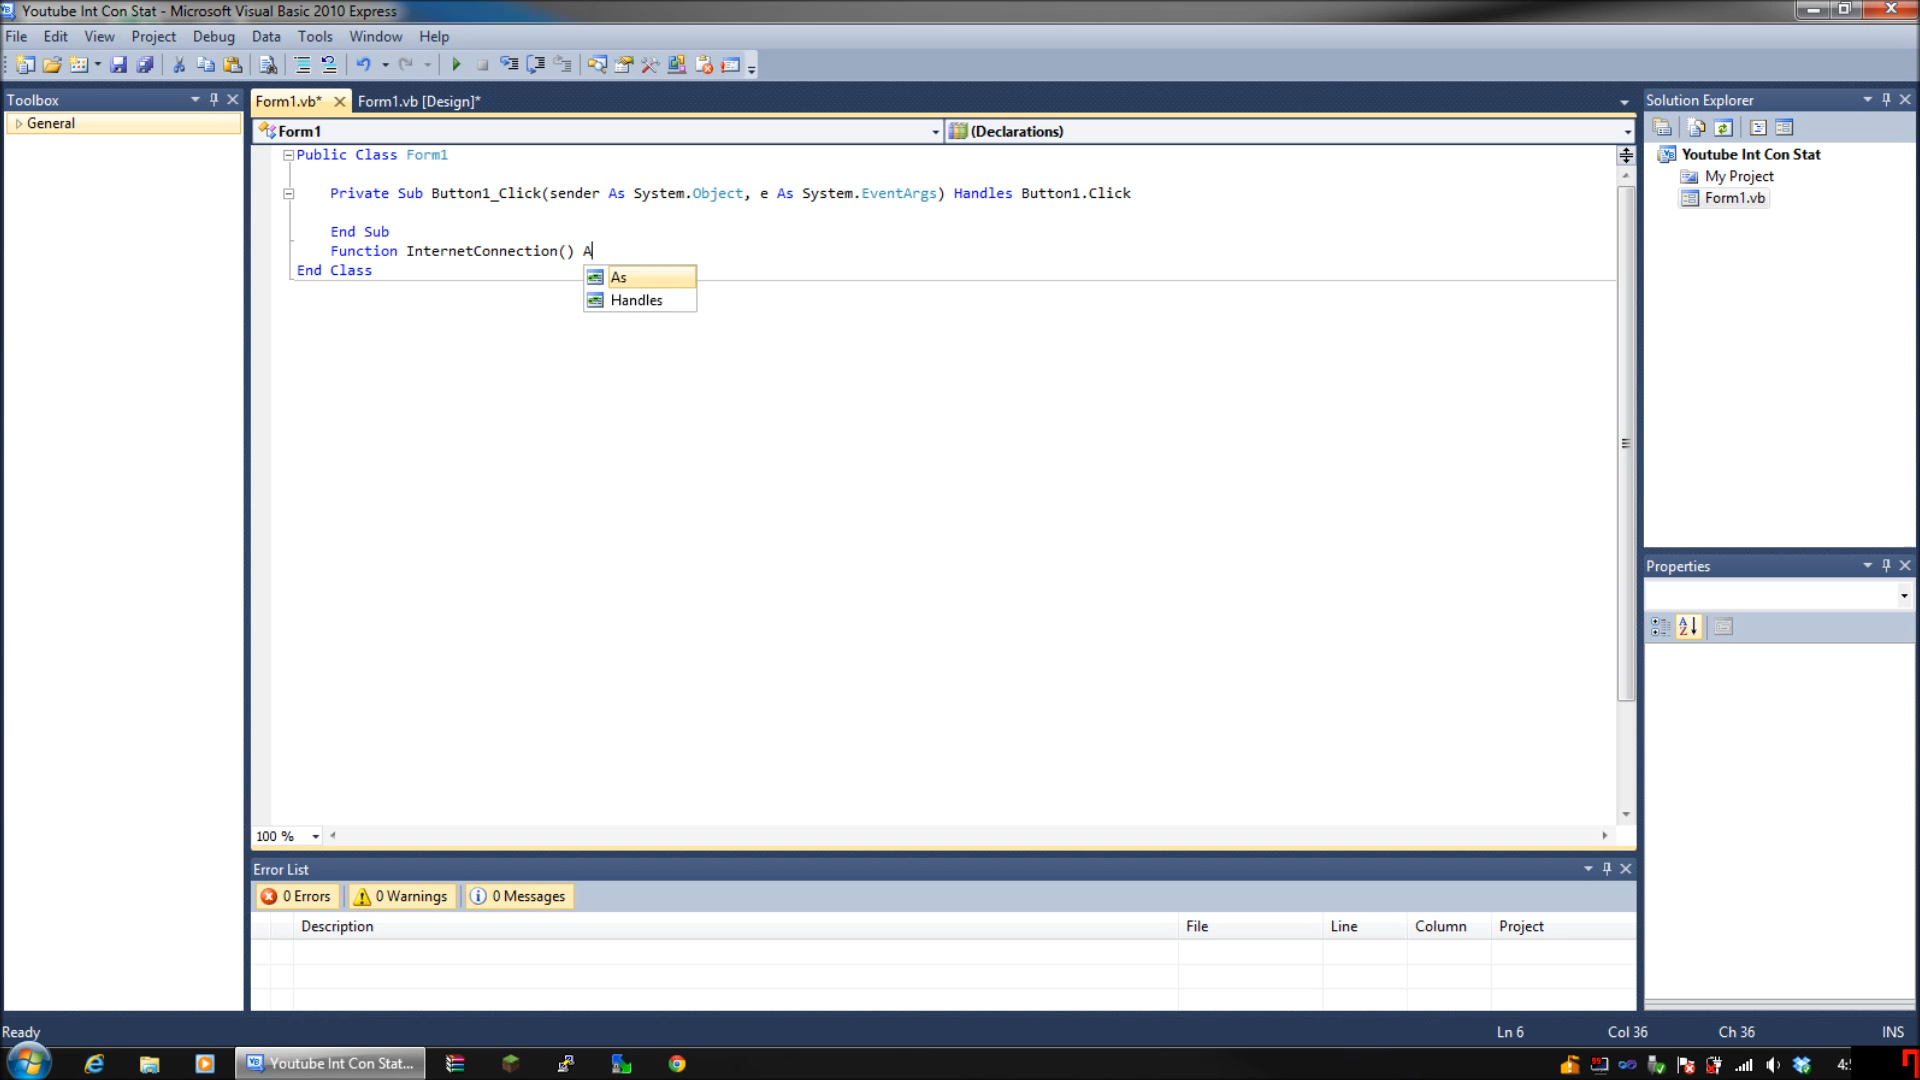 Youtube Int Con Stat - Microsoft Visual Basic 2010 Express
File Edit View Project Debug Data Tools Window Help
Toolbox
General
Form1.vb* Form1.vb [Design]*
Form1 (Declarations)
Public Class Form1
Private Sub Button1_Click(sender As System.Object, e As System.EventArgs) Handles Button1.Click
End Sub
Function InternetConnection() A
End Class
As
Handles
100 %
Solution Explorer
Youtube Int Con Stat
My Project
Form1.vb
Properties
Error List
0 Errors 0 Warnings 0 Messages
Description File Line Column Project
Ready Ln 6 Col 36 Ch 36 INS
Youtube Int Con Stat...